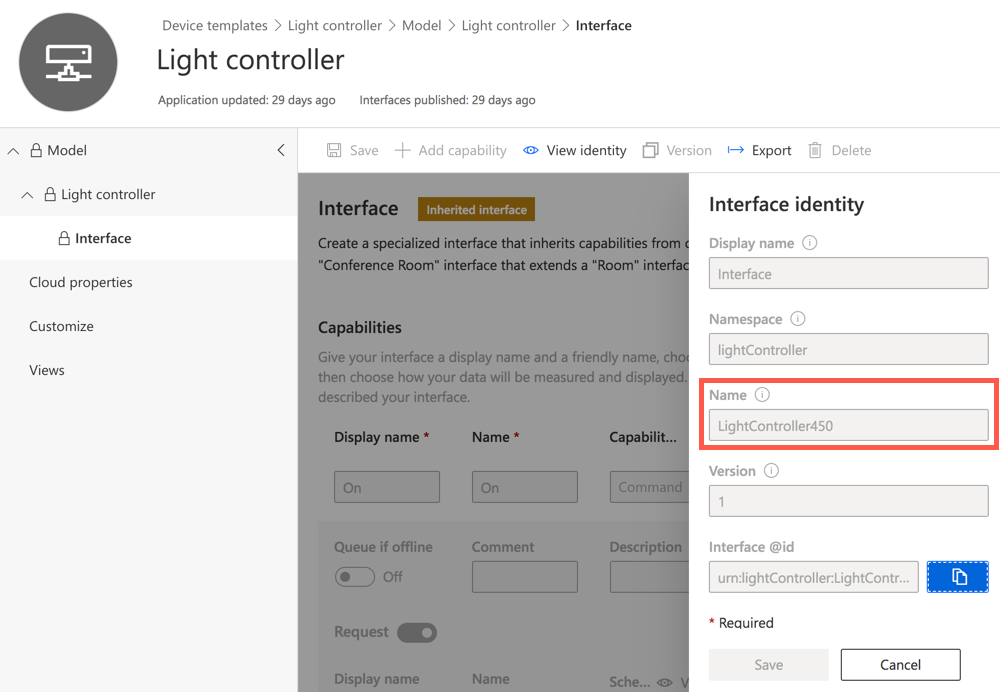 Device templates > Light controller > Model > Light controller > Interface
Light controller
Application updated: 29 days ago Interfaces published: 29 days ago
Model
Light controller
Interface
Cloud properties
Customize
Views
Save Add capability View identity Version Export Delete
Interface Inherited interface
Create a specialized interface that inherits capabilities from
"Conference Room" interface that extends a "Room" interfac
Capabilities
Give your interface a display name and a friendly name, choo
then choose how your data will be measured and displayed.
described your interface.
Display name * Name * Capabilit...
On On Command
Queue if offline Comment Description
Off
Request
Display name Name Sche... V
Interface identity
Display name
Interface
Namespace
lightController
Name
LightController450
Version
1
Interface @id
urn:lightController:LightContr...
* Required
Save Cancel